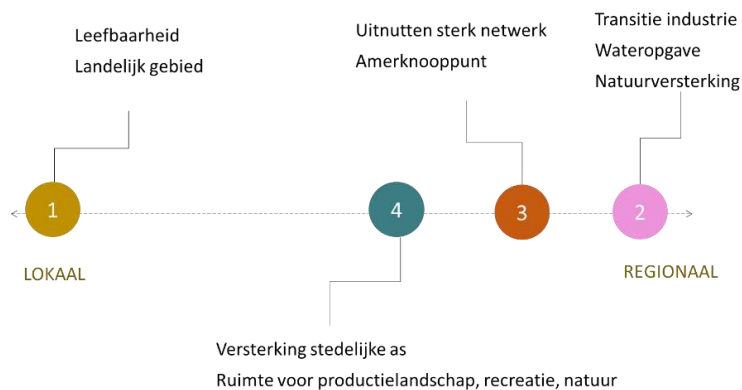 Leefbaarheid
Landelijk gebied
Uitnutten sterk netwerk
Amerknooppunt
Transitie industrie
Wateropgave
Natuurversterking
1
4
3
2
LOKAAL
REGIONAAL
Versterking stedelijke as
Ruimte voor productielandschap, recreatie, natuur